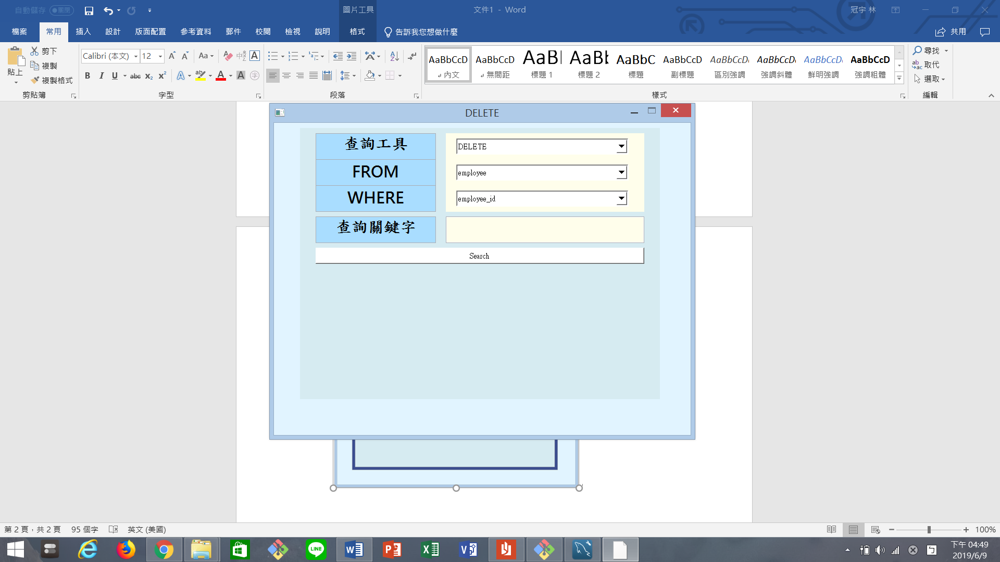 自動儲存 關閉
圖片工具
文件1 - Word
冠宇 林
檔案 常用 插入 設計 版面配置 參考資料 郵件 校閱 檢視 說明 格式 告訴我您想做什麼 共用
貼上
剪下
複製
複製格式
剪貼簿
Calibri (本文) 12
字型
段落
AaBbCcD AaBbCcD AaBl AaBb AaBbC AaBbCcD AaBbCcDt AaBbCcDt AaBbCcDt AaBbCcD
內文 無間距 標題 1 標題 2 標題 副標題 區別強調 強調斜體 鮮明強調 強調粗體
樣式
尋找
取代
選取
編輯
DELETE
查詢工具 DELETE
FROM employee
WHERE employee_id
查詢關鍵字
Search
第 2 頁，共 2 頁 95 個字 英文 (美國) 100%
LINE
下午 04:49
2019/6/9